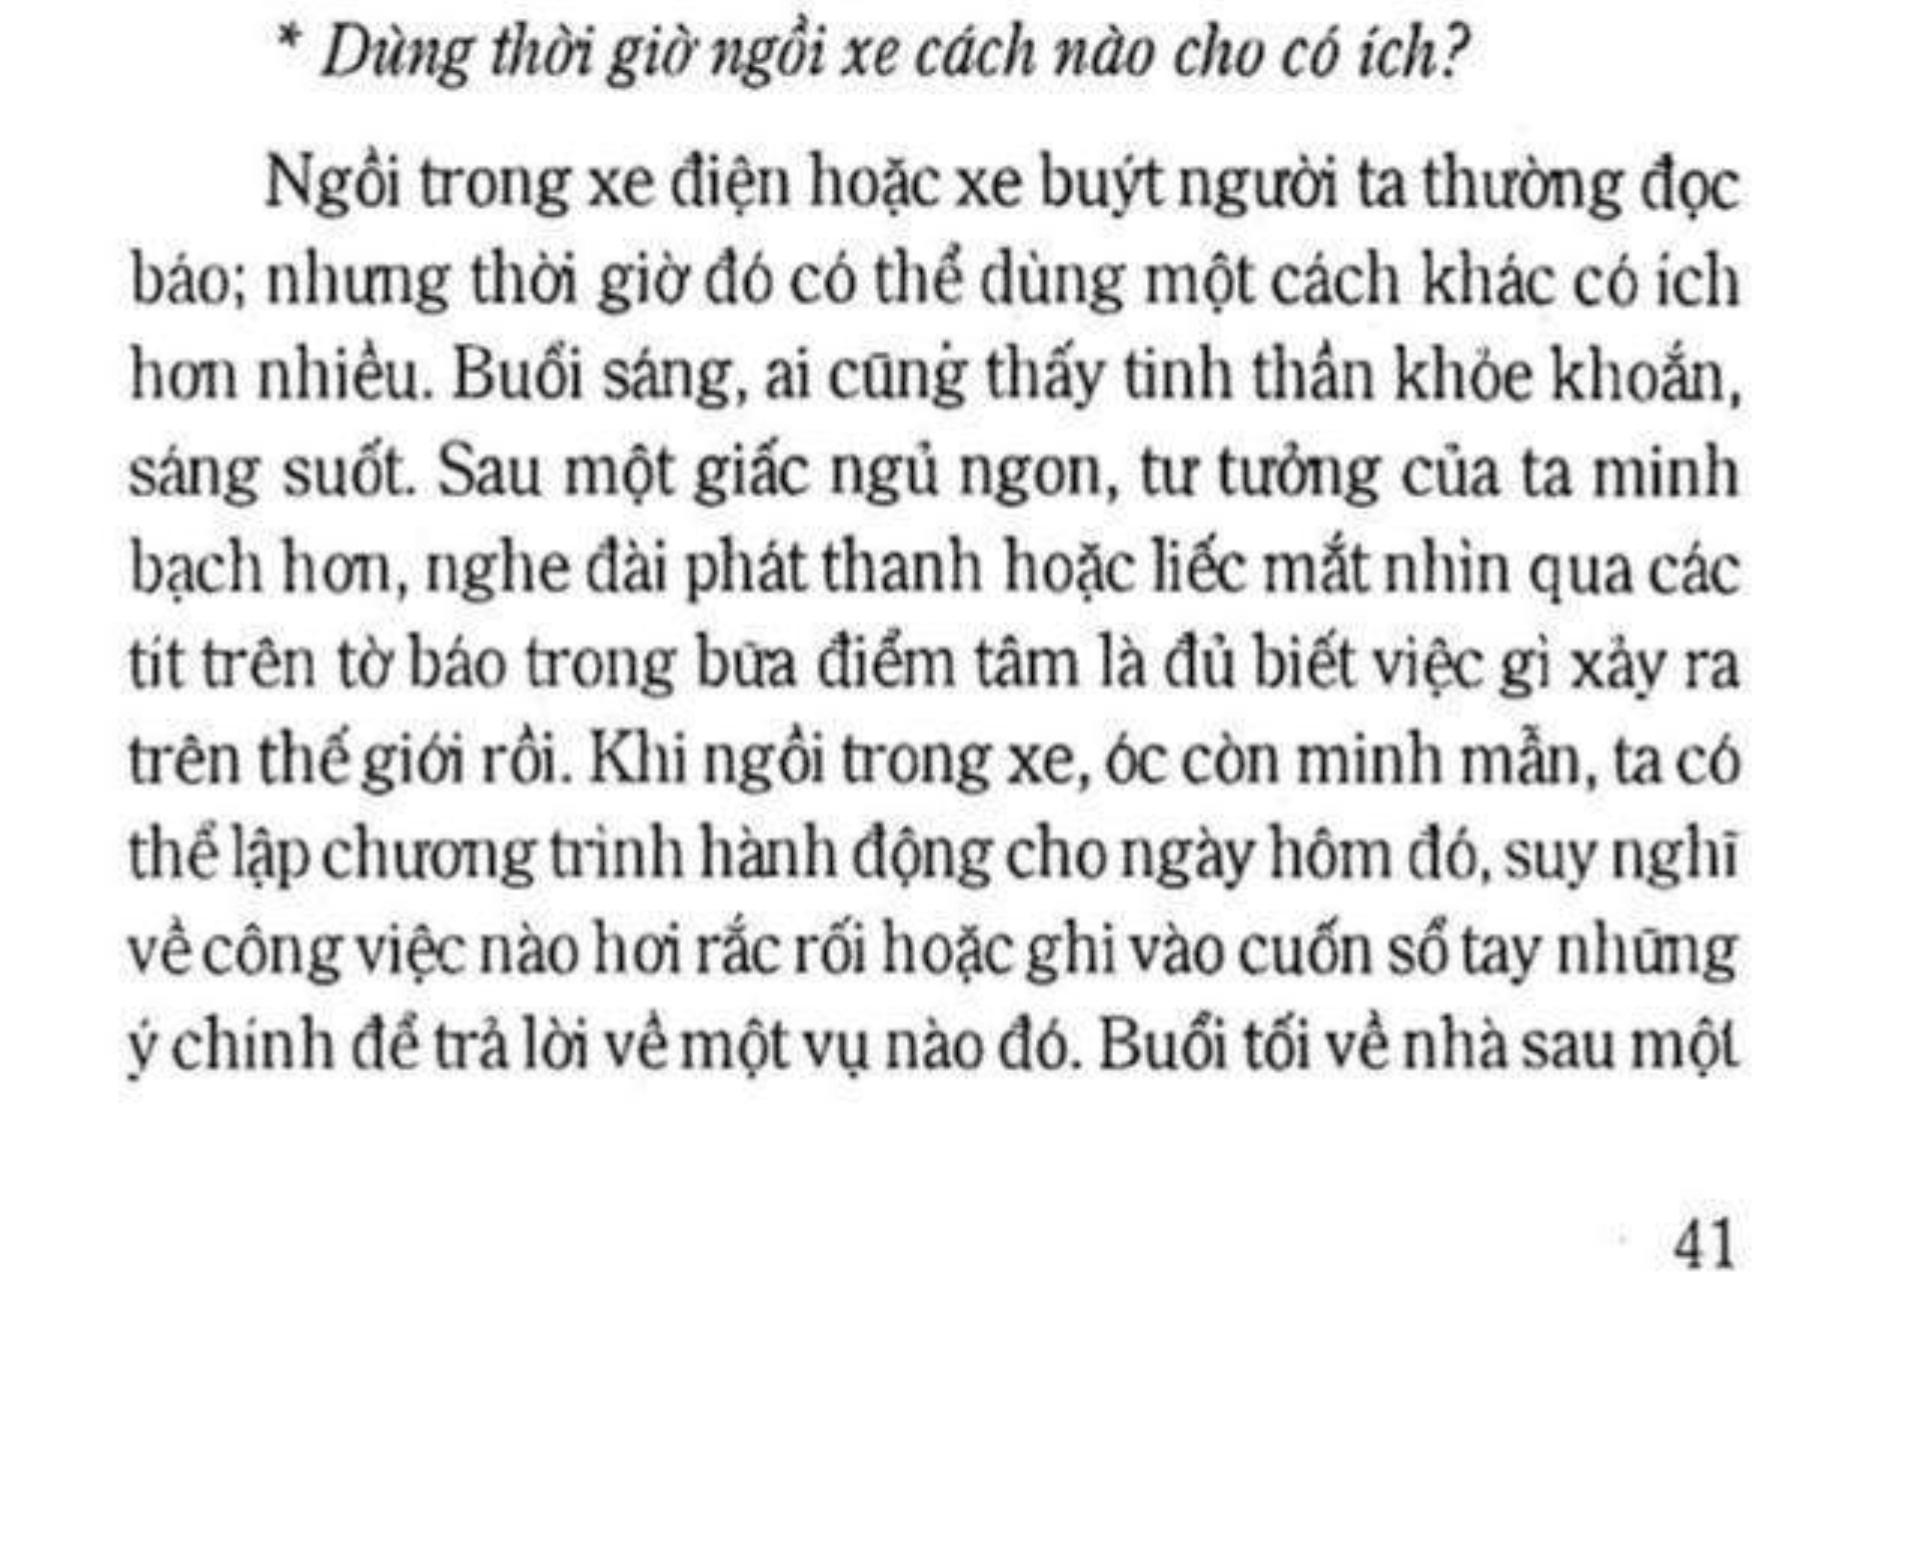 * Dùng thời giờ ngồi xe cách nào cho có ích?
Ngồi trong xe điện hoặc xe buýt người ta thường đọc
báo; nhưng thời giờ đó có thể dùng một cách khác có ích
hơn nhiều. Buổi sáng, ai cũng thấy tinh thần khỏe khoắn,
sáng suốt. Sau một giấc ngủ ngon, tư tưởng của ta minh
bạch hơn, nghe đài phát thanh hoặc liếc mắt nhìn qua các
tít trên tờ báo trong bữa điểm tâm là đủ biết việc gì xảy ra
trên thế giới rồi. Khi ngồi trong xe, óc còn minh mẫn, ta có
thể lập chương trình hành động cho ngày hôm đó, suy nghĩ
về công việc nào hơi rắc rối hoặc ghi vào cuốn sổ tay những
ý chính để trả lời về một vụ nào đó. Buổi tối về nhà sau một
41